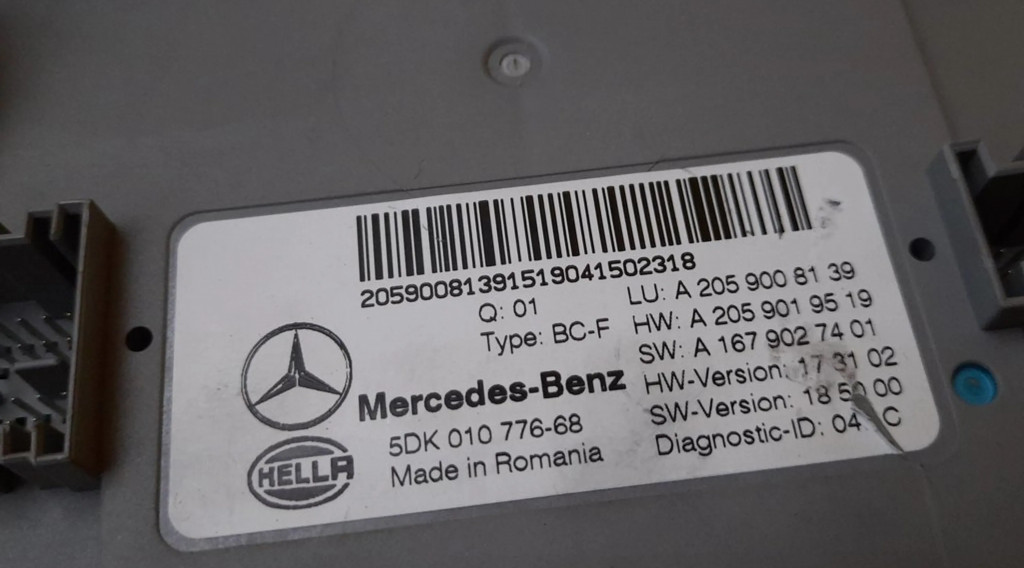 20590081391519041502318
Q: 01
Type: BC-F
LU: A 205 900 81 39
HW: A 205 901 95 19
SW: A 167 902 74 01
HW-Version: 17 31 02
SW-Version: 18 50 00
Diagnostic-ID: 04
Mercedes-Benz
5DK 010 776-68
HELLA
Made in Romania